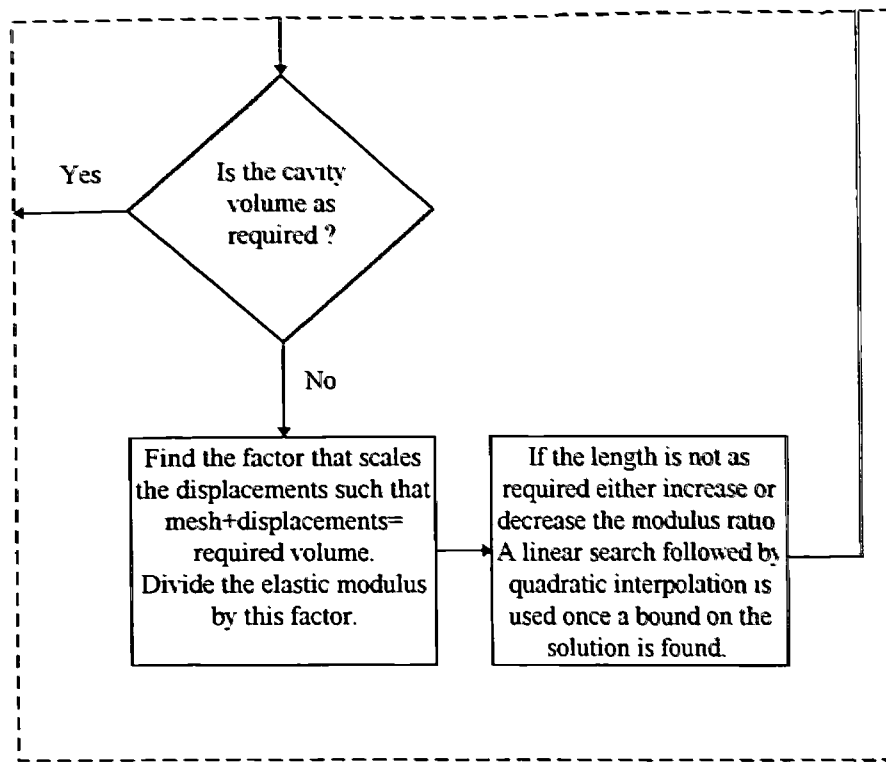 Yes
Is the cavity
volume as
required ?
No
Find the factor that scales
the displacements such that
mesh+displacements=
required volume.
Divide the elastic modulus
by this factor.
If the length is not as
required either increase or
decrease the modulus ratio
A linear search followed by
quadratic interpolation is
used once a bound on the
solution is found.